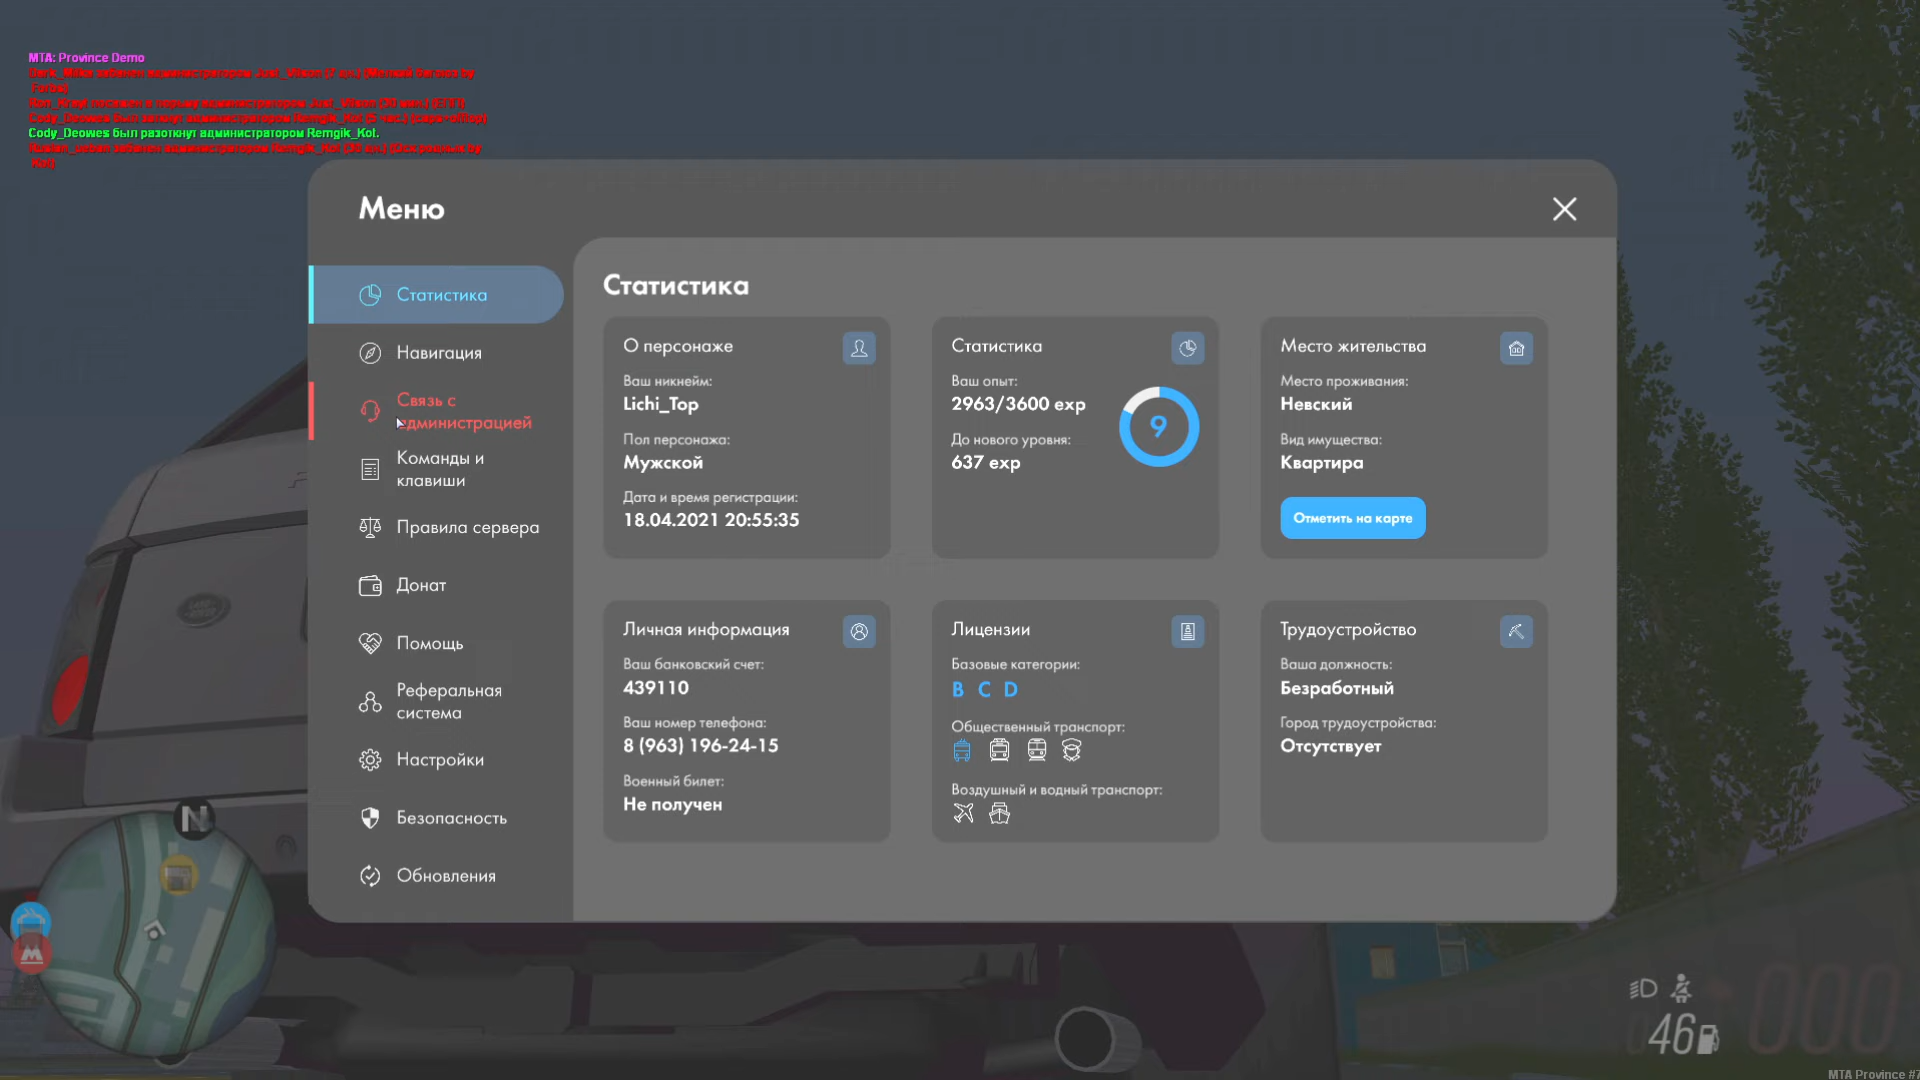 MTA: Province Demo
Cody_Deowes был разоткнут администратором Remgik_Kot.
Меню
Статистика
Навигация
Связь с
администрацией
Команды и
клавиши
Правила сервера
Донат
Помощь
Реферальная
система
Настройки
Безопасность
Обновления
Статистика
О персонаже
Ваш никнейм:
Lichi_Top
Пол персонажа:
Мужской
Дата и время регистрации:
18.04.2021 20:55:35
Статистика
Ваш опыт:
2963/3600 exp
До нового уровня:
637 exp
9
Место жительства
Место проживания:
Невский
Вид имущества:
Квартира
Отметить на карте
Личная информация
Ваш банковский счет:
439110
Ваш номер телефона:
8 (963) 196-24-15
Военный билет:
Не получен
Лицензии
Базовые категории:
B C D
Общественный транспорт:
Воздушный и водный транспорт:
Трудоустройство
Ваша должность:
Безработный
Город трудоустройства:
Отсутствует
N
46
000
MTA Province #7